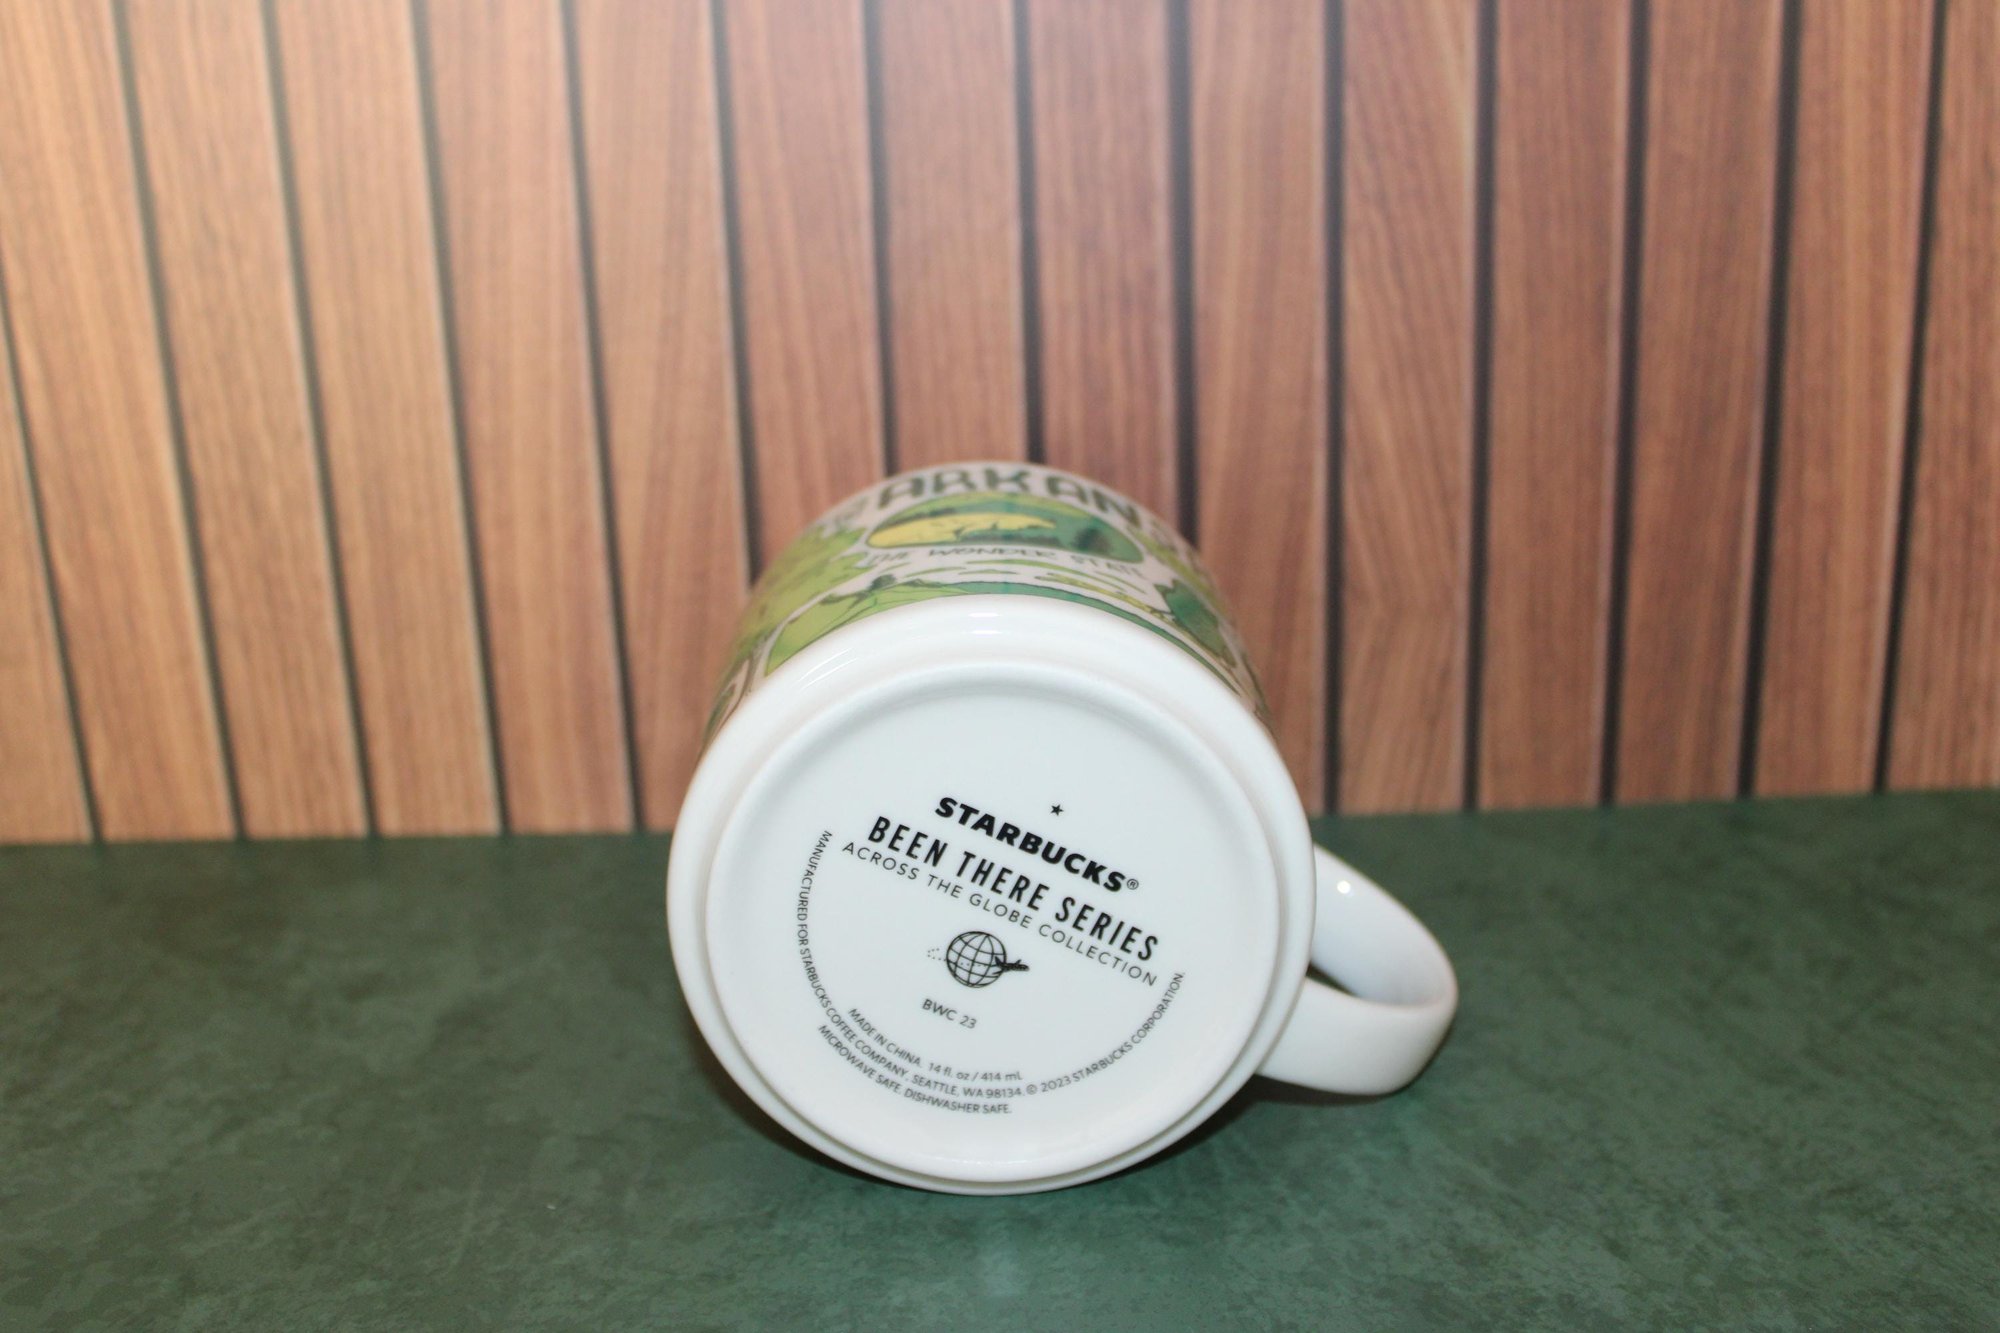 ARKAN
THE WONDER STATE
STARBUCKS®
BEEN THERE SERIES
ACROSS THE GLOBE COLLECTION
BWC 23
MADE IN CHINA. 14 fl. oz / 414 mL
MANUFACTURED FOR STARBUCKS COFFEE COMPANY, SEATTLE, WA 98134. © 2023 STARBUCKS CORPORATION.
MICROWAVE SAFE. DISHWASHER SAFE.